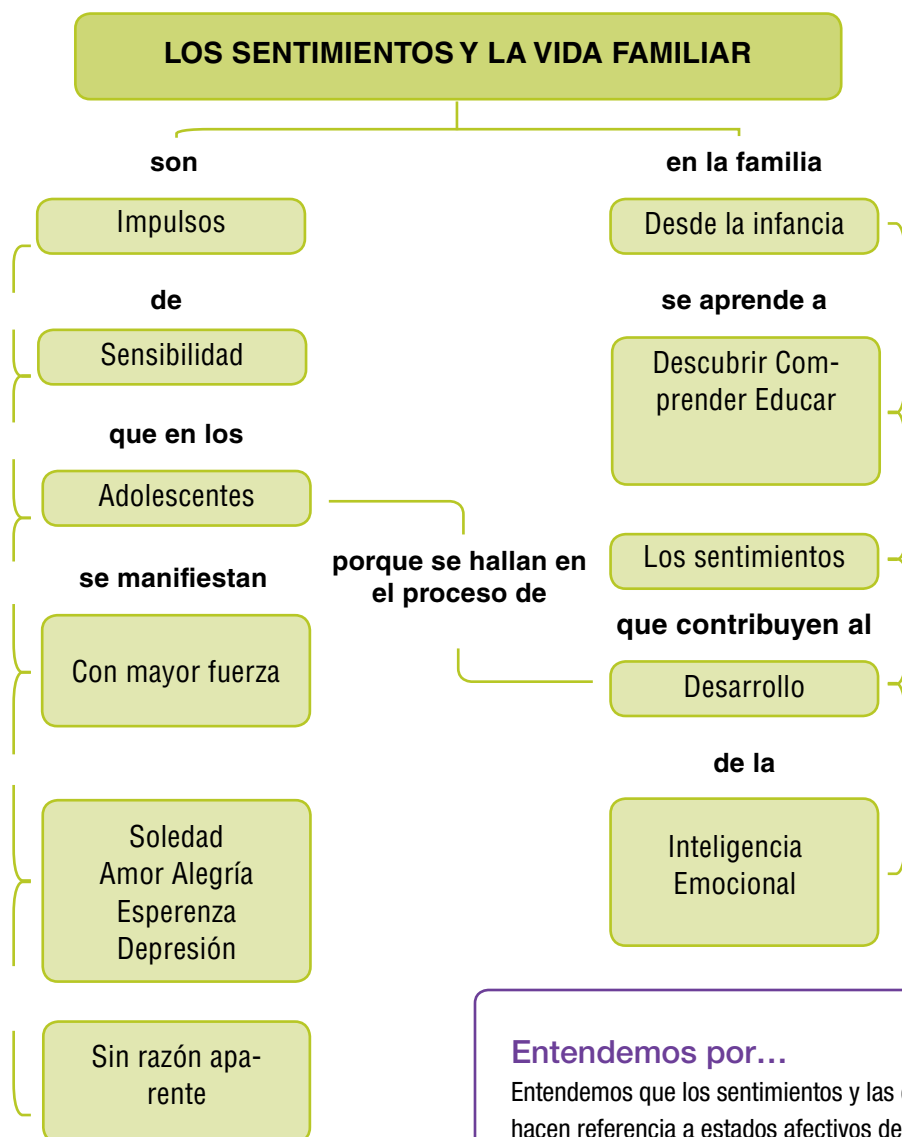 LOS SENTIMIENTOS Y LA VIDA FAMILIAR
son
Impulsos
de
Sensibilidad
que en los
Adolescentes
se manifiestan
Con mayor fuerza
Soledad
Amor Alegría
Esperenza
Depresión
Sin razón apa-
rente
porque se hallan en
el proceso de
en la familia
Desde la infancia
se aprende a
Descubrir Com-
prender Educar
Los sentimientos
que contribuyen al
Desarrollo
de la
Inteligencia
Emocional
Entendemos por…
Entendemos que los sentimientos y las
hacen referencia a estados afectivos de